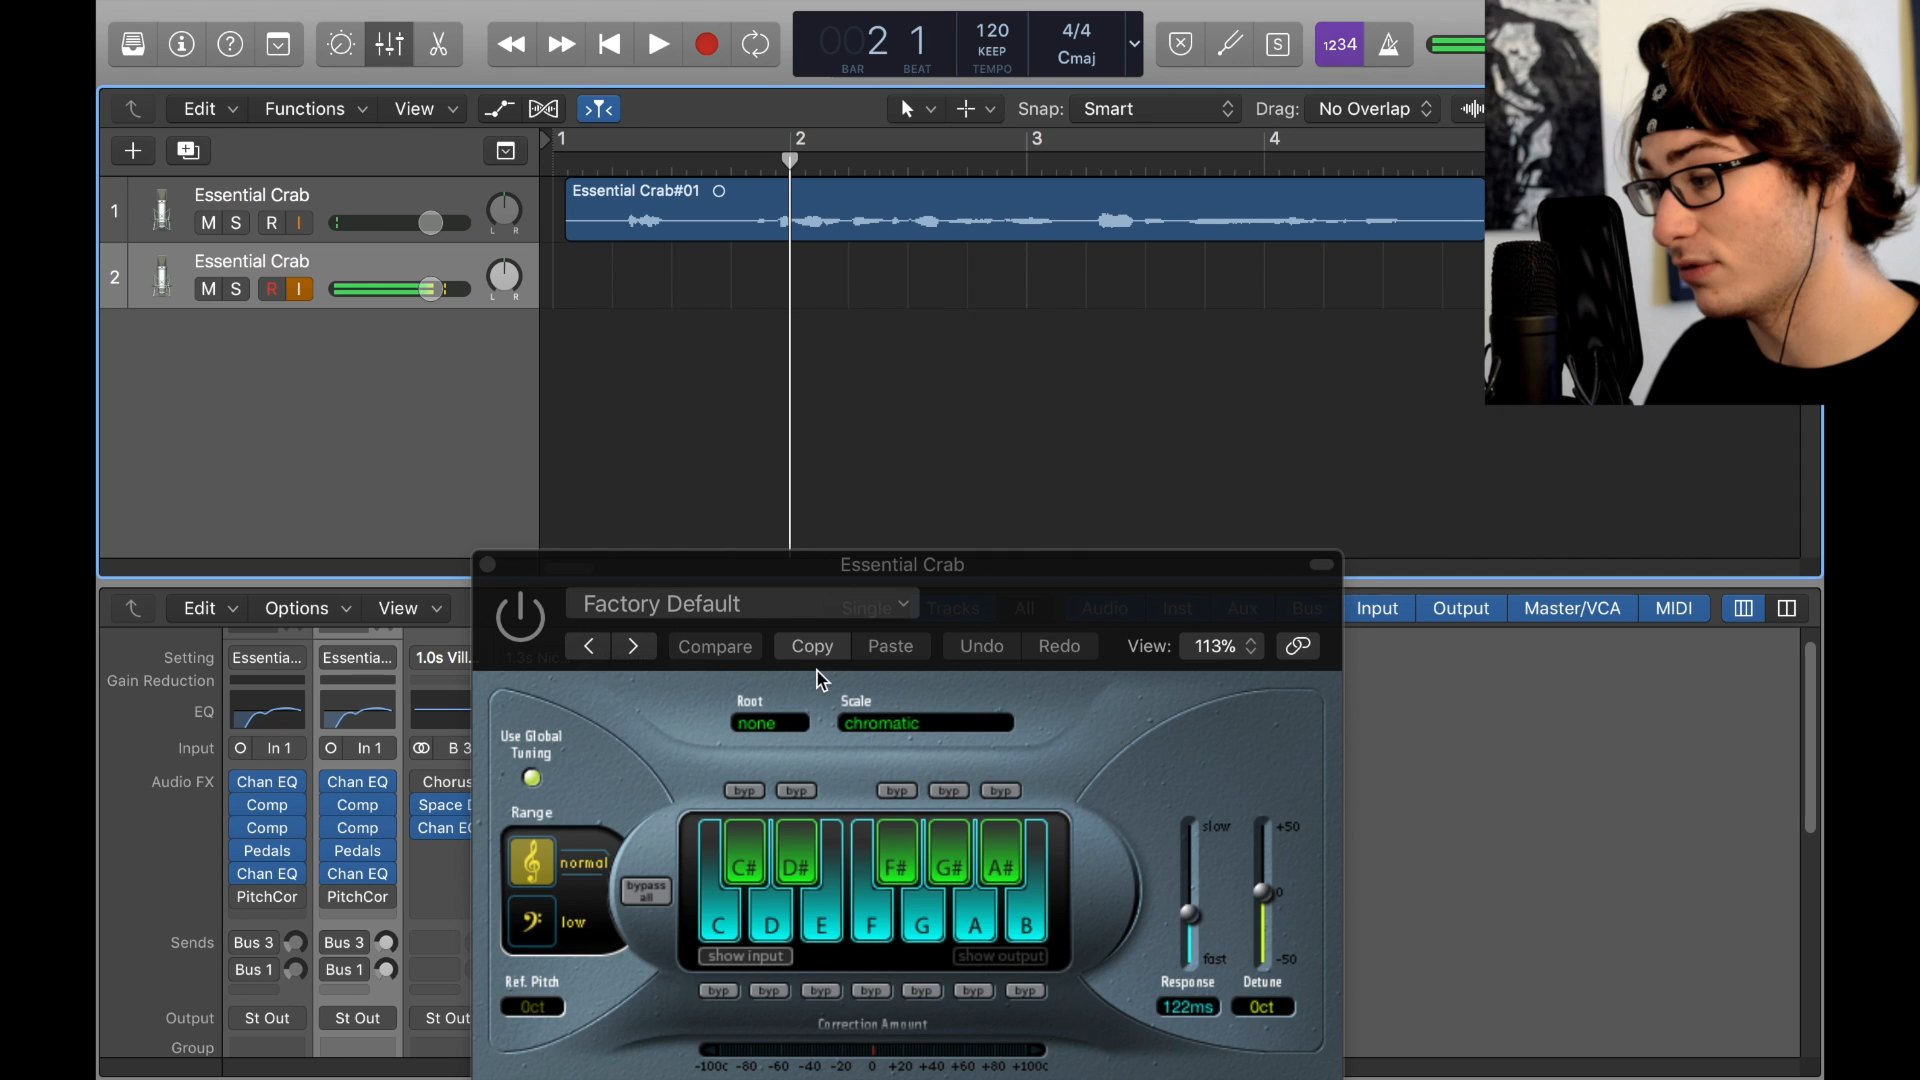 002 1
BAR BEAT
120
KEEP
TEMPO
4/4
Cmaj
S
1234
Edit
Functions
View
Snap: Smart
Drag: No Overlap
1
2
3
4
1
Essential Crab
M S R I
L R
Essential Crab#01
2
Essential Crab
M S R I
L R
Essential Crab
Edit
Options
View
Factory Default
Single
Tracks
All
Audio
Inst
Aux
Bus
Input
Output
Master/VCA
MIDI
Compare
Copy
Paste
Undo
Redo
View: 113%
Setting
Essentia...
Essentia...
1.0s Vill...
Gain Reduction
EQ
Input
In 1
In 1
B 3
Audio FX
Chan EQ
Chan EQ
Chorus
Comp
Comp
Space
Comp
Comp
Chan
Pedals
Pedals
Chan EQ
Chan EQ
PitchCor
PitchCor
Sends
Bus 3
Bus 3
Bus 1
Bus 1
Output
St Out
St Out
St Out
Group
Root
none
Scale
chromatic
Use Global
Tuning
Range
normal
low
bypass
all
Ref. Pitch
0ct
byp byp byp byp byp
C# D# F# G# A#
C D E F G A B
show input
show output
byp byp byp byp byp byp byp
Correction Amount
-100c -80 -60 -40 -20 0 +20 +40 +60 +80 +100c
slow
fast
Response
122ms
+50
0
-50
Detune
0ct